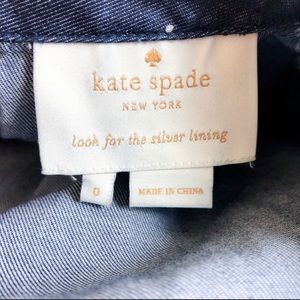 kate spade
NEW YORK
look for the silver lining
0
MADE IN CHINA